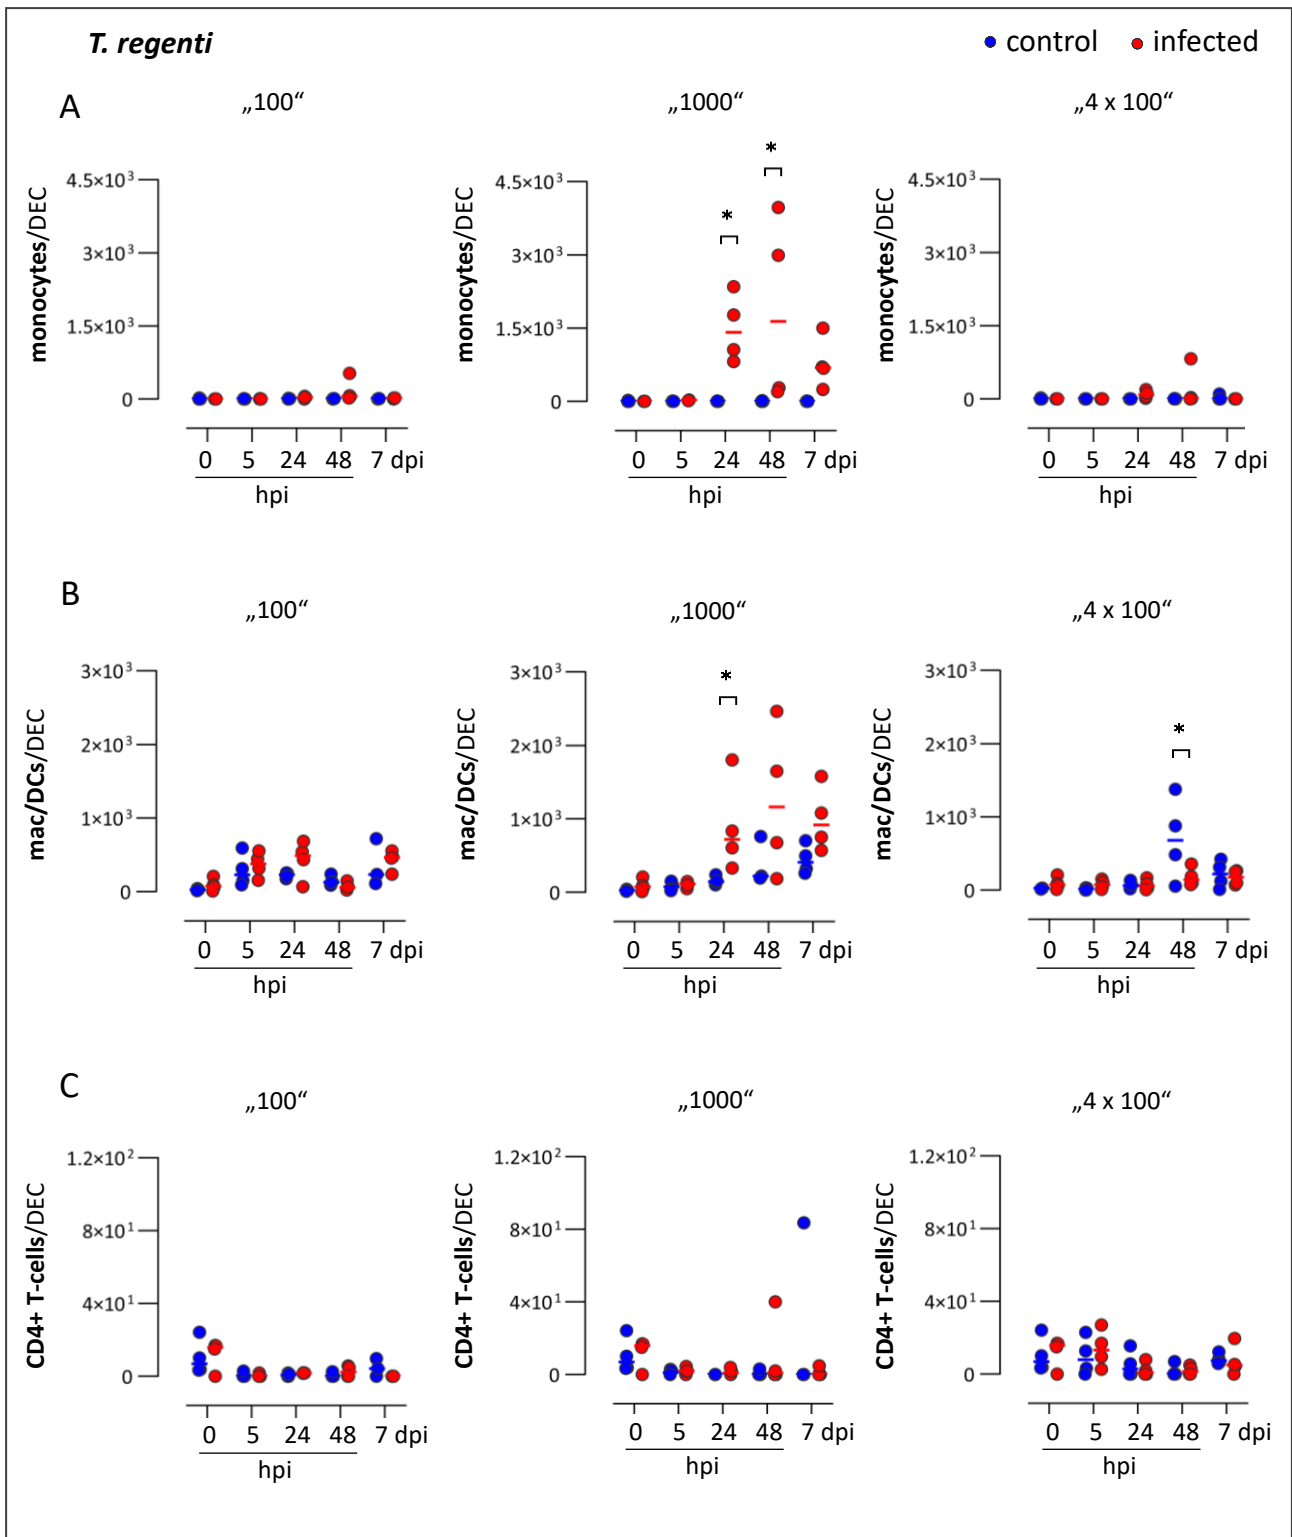 T. regenti
control infected
A
„100“ „1000“ „4 x 100“
* *
monocytes/DEC
4.5×10³
3×10³
1.5×10³
0
0 5 24 48 7 dpi
hpi
monocytes/DEC
4.5×10³
3×10³
1.5×10³
0
0 5 24 48 7 dpi
hpi
monocytes/DEC
4.5×10³
3×10³
1.5×10³
0
0 5 24 48 7 dpi
hpi
B
„100“ „1000“ „4 x 100“
* *
mac/DCs/DEC
3×10³
2×10³
1×10³
0
0 5 24 48 7 dpi
hpi
mac/DCs/DEC
3×10³
2×10³
1×10³
0
0 5 24 48 7 dpi
hpi
mac/DCs/DEC
3×10³
2×10³
1×10³
0
0 5 24 48 7 dpi
hpi
C
„100“ „1000“ „4 x 100“
CD4+ T-cells/DEC
1.2×10²
8×10¹
4×10¹
0
0 5 24 48 7 dpi
hpi
CD4+ T-cells/DEC
1.2×10²
8×10¹
4×10¹
0
0 5 24 48 7 dpi
hpi
CD4+ T-cells/DEC
1.2×10²
8×10¹
4×10¹
0
0 5 24 48 7 dpi
hpi